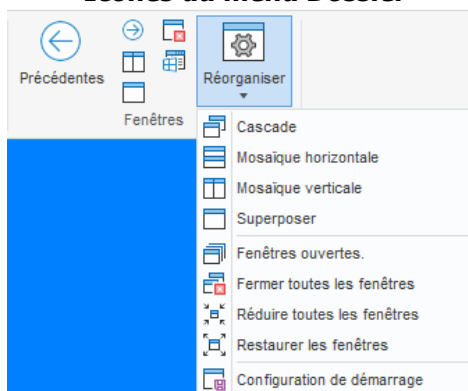 Icônes du menu Dossier
Précédentes
Réorganiser
Fenêtres
Cascade
Mosaïque horizontale
Mosaïque verticale
Superposer
Fenêtres ouvertes.
Fermer toutes les fenêtres
Réduire toutes les fenêtres
Restaurer les fenêtres
Configuration de démarrage